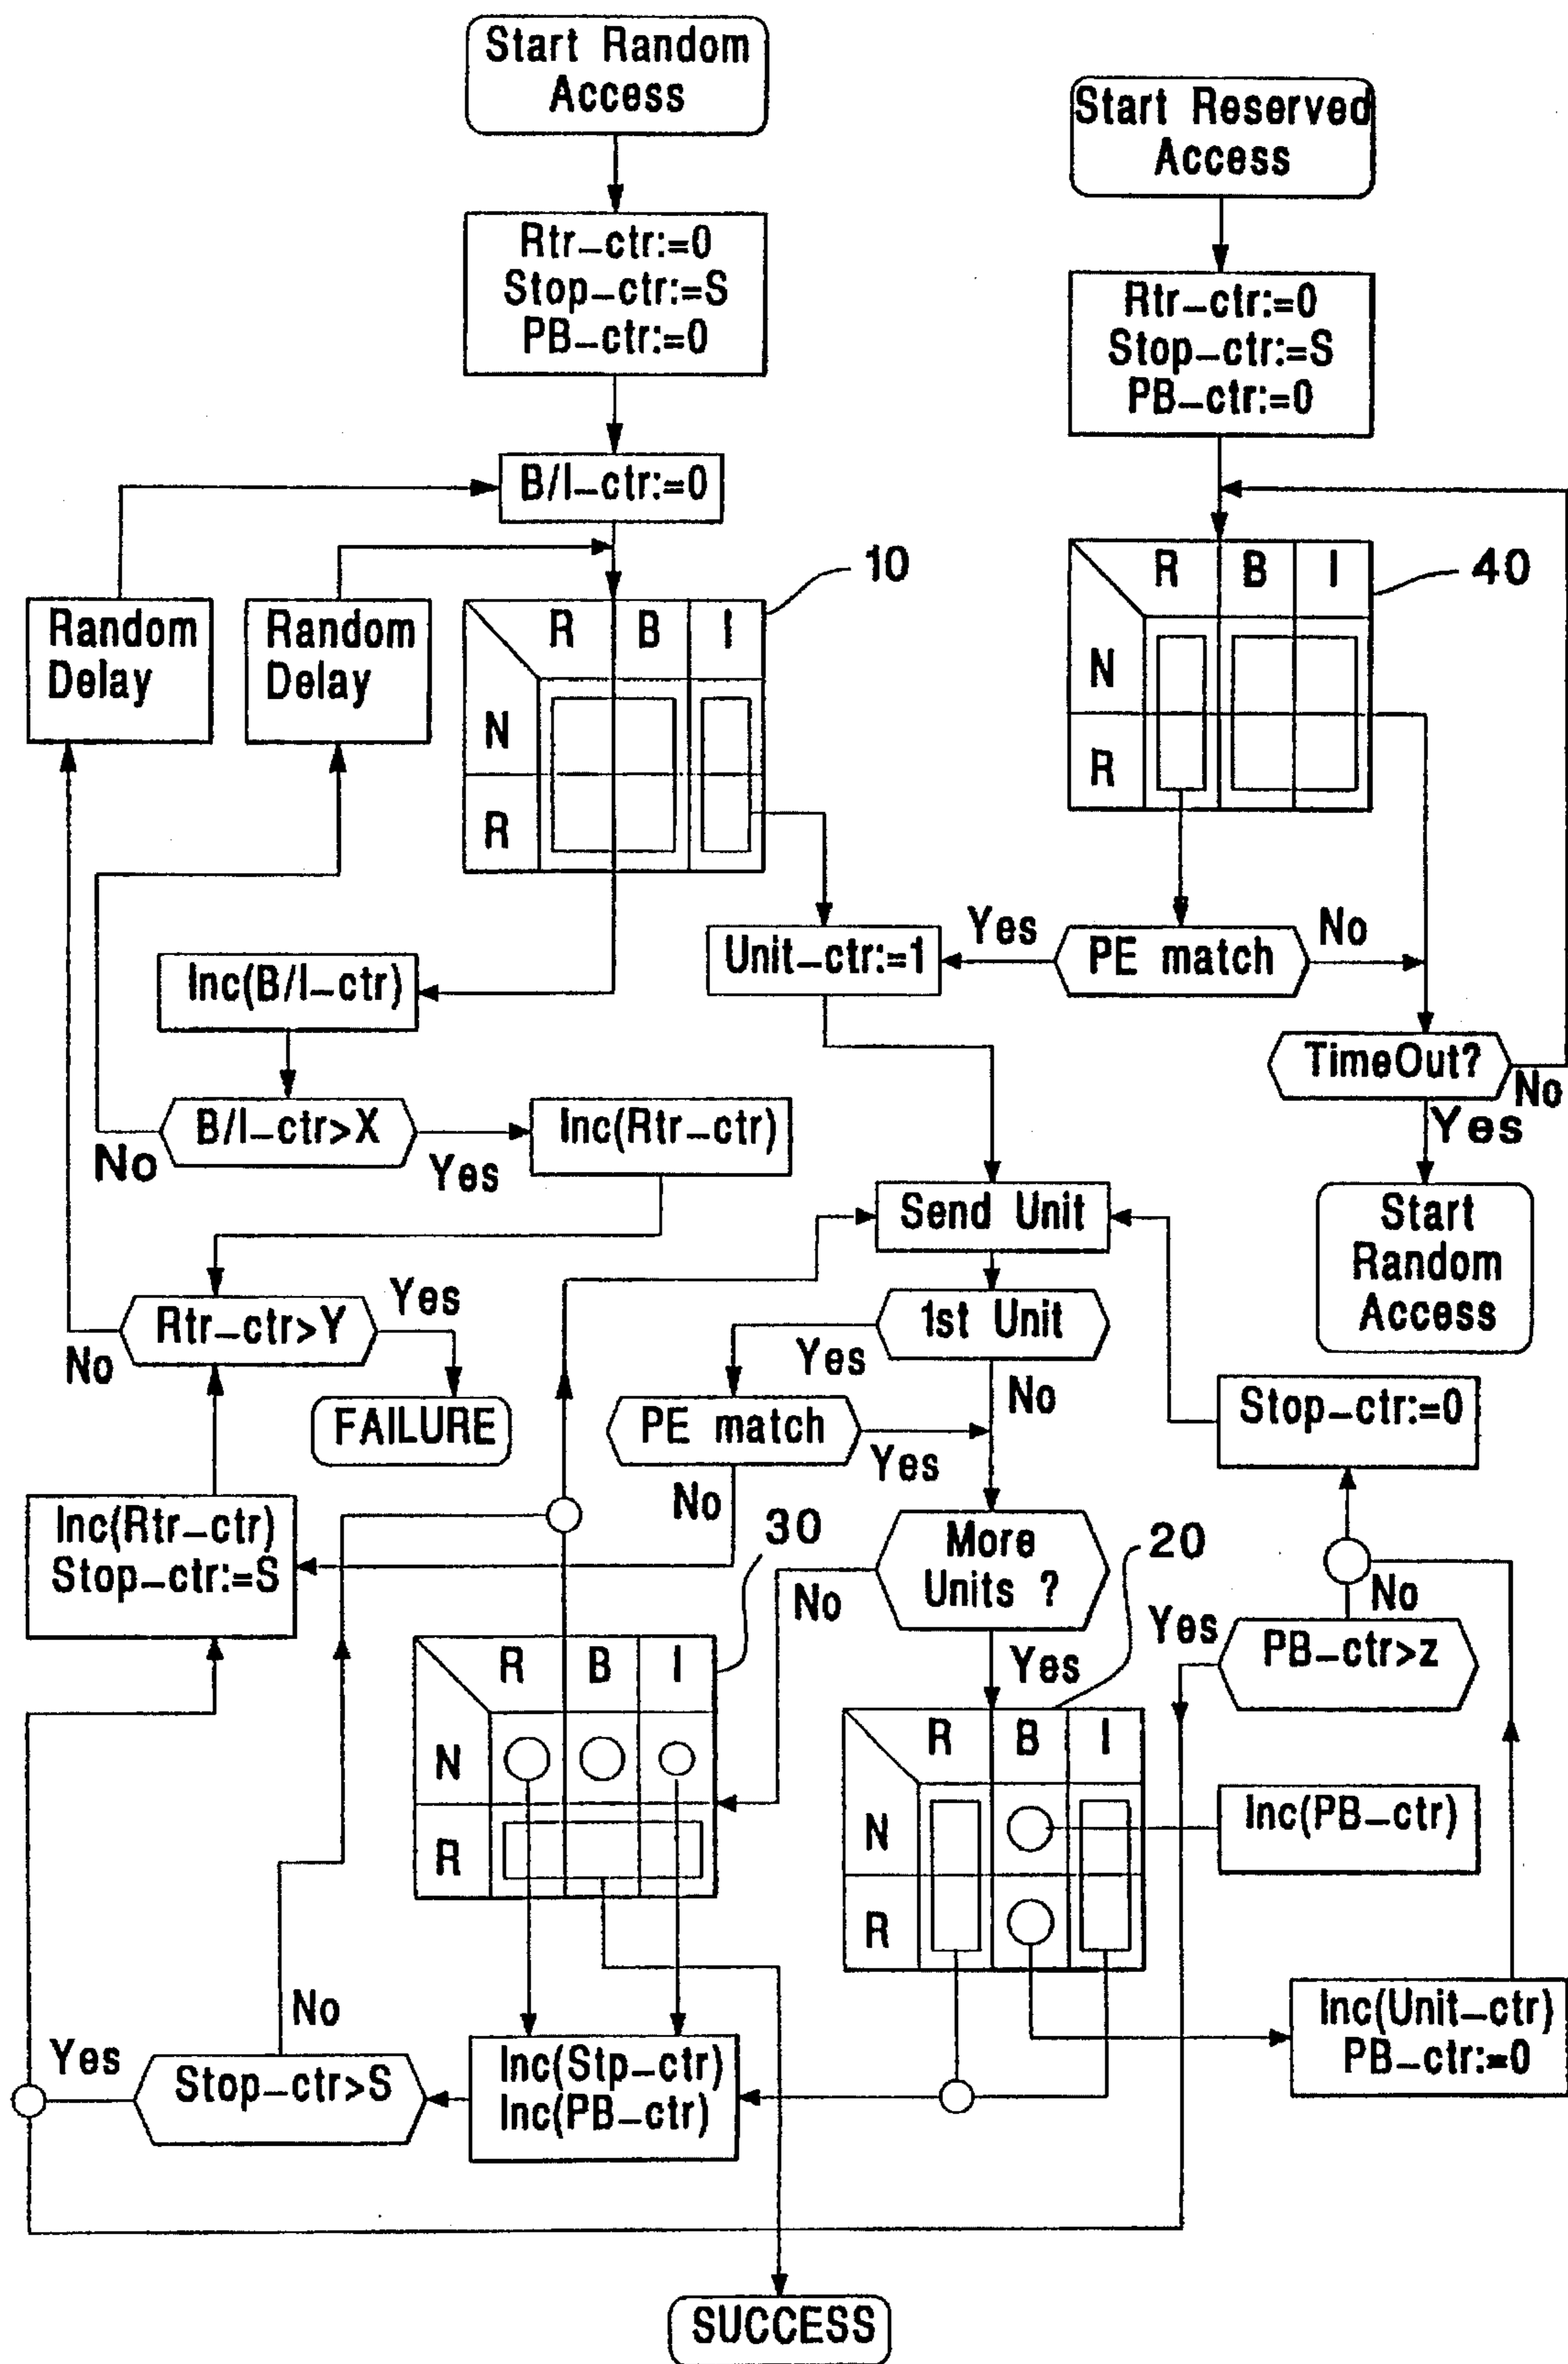 Start Random
Access
Start Reserved
Access
Rtr-ctr:=0
Stop-ctr:=S
PB-ctr:=0
Rtr-ctr:=0
Stop-ctr:=S
PB-ctr:=0
B/I-ctr:=0
10
40
R B I
N
R
R B I
N
R
Random
Delay
Random
Delay
Inc(B/I-ctr)
Unit-ctr:=1
Yes
PE match
No
TimeOut?
No
Yes
B/I-ctr>X
No
Yes
Inc(Rtr-ctr)
Send Unit
Start
Random
Access
Rtr-ctr>Y
Yes
No
FAILURE
1st Unit
Yes
No
PE match
Yes
No
Stop-ctr:=0
Inc(Rtr-ctr)
Stop-ctr:=S
30
More
Units ?
No
Yes
20
No
Yes
PB-ctr>z
R B I
N
R
R B I
N
R
Inc(PB-ctr)
Inc(Unit-ctr)
PB-ctr:=0
No
Yes
Stop-ctr>S
Inc(Stp-ctr)
Inc(PB-ctr)
SUCCESS